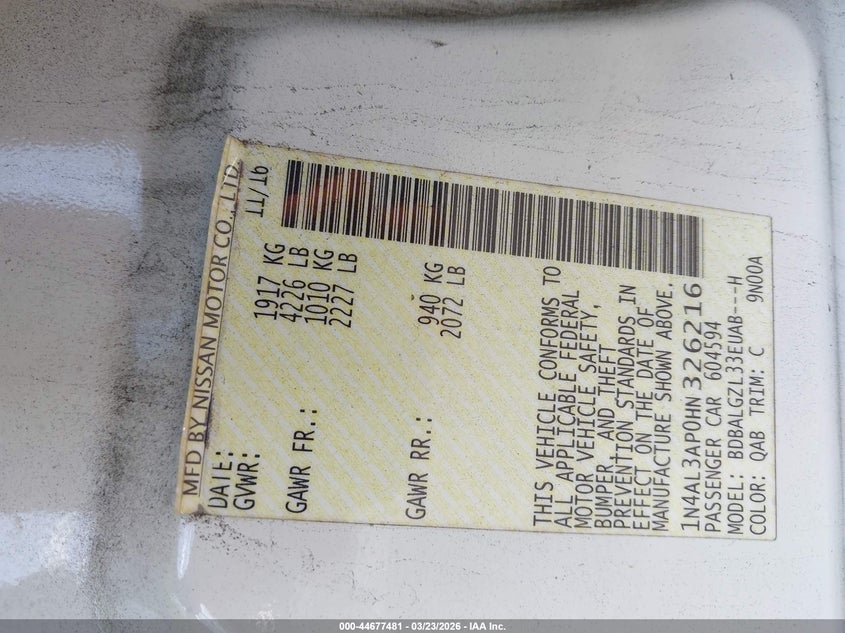 MFD BY NISSAN MOTOR CO., LTD.
DATE: 11/16
GVWR: 1917 KG
4226 LB
GAWR FR.: 1010 KG
2227 LB
GAWR RR.: 940 KG
2072 LB
THIS VEHICLE CONFORMS TO
ALL APPLICABLE FEDERAL
MOTOR VEHICLE SAFETY,
BUMPER, AND THEFT
PREVENTION STANDARDS IN
EFFECT ON THE DATE OF
MANUFACTURE SHOWN ABOVE.
1N4AL3AP0HN326216
PASSENGER CAR 604594
MODEL: BDBALGZL33EUAB---H
COLOR: QAB TRIM: C 9N00A
000-44677481 - 03/23/2026 - IAA Inc.